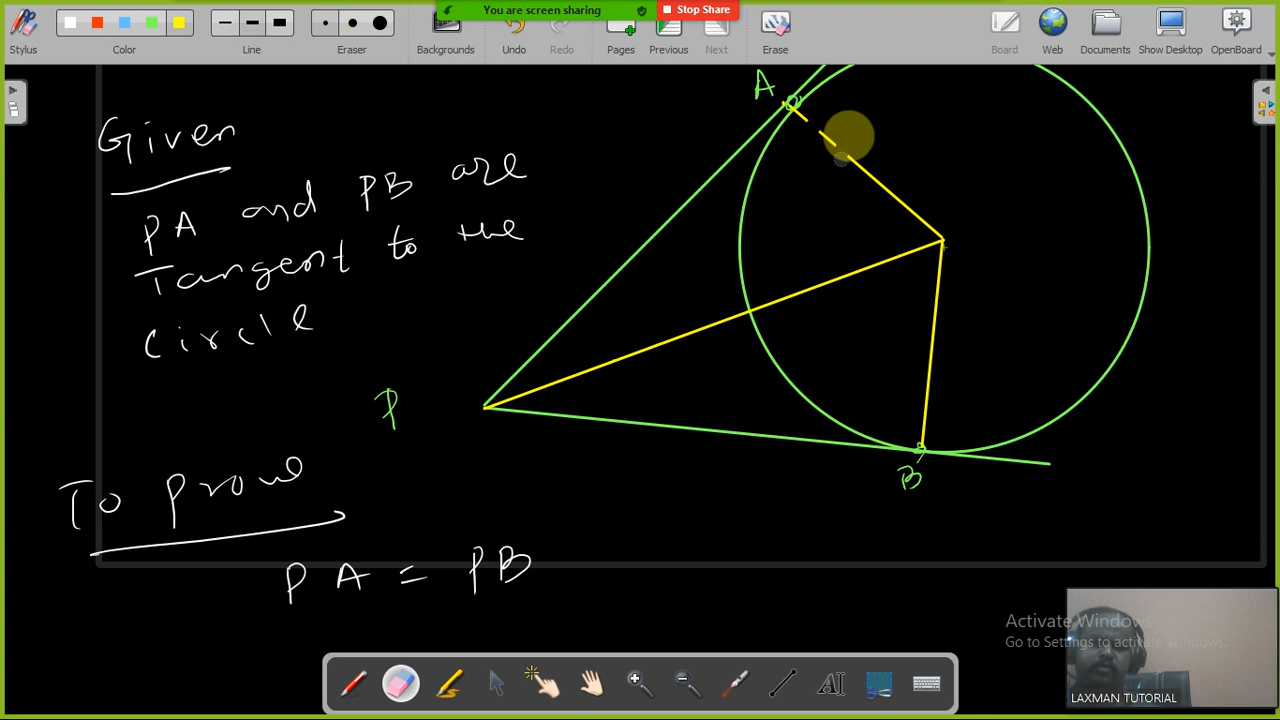 You are screen sharing
Stop Share
Stylus
Color
Line
Eraser
Backgrounds
Undo
Redo
Pages
Previous
Next
Erase
Board
Web
Documents
Show Desktop
OpenBoard
A
Given
PA and PB are
Tangent to the
circle
P
B
To prove
PA = PB
Activate Windows
Go to Settings to activate Windows.
LAXMAN TUTORIAL